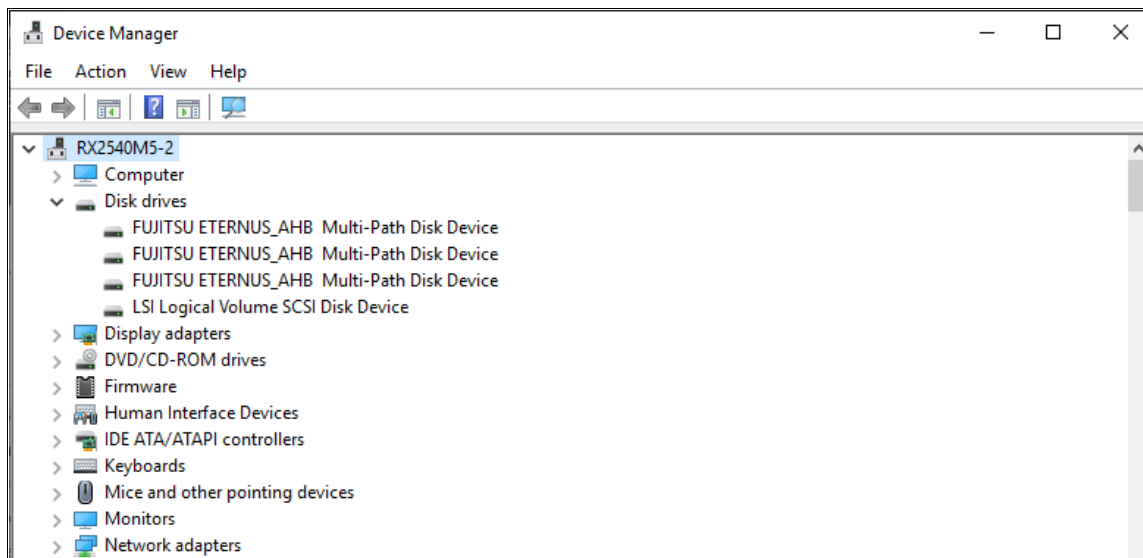 Device Manager
File Action View Help
RX2540M5-2
Computer
Disk drives
FUJITSU ETERNUS_AHB  Multi-Path Disk Device
FUJITSU ETERNUS_AHB  Multi-Path Disk Device
FUJITSU ETERNUS_AHB  Multi-Path Disk Device
LSI Logical Volume SCSI Disk Device
Display adapters
DVD/CD-ROM drives
Firmware
Human Interface Devices
IDE ATA/ATAPI controllers
Keyboards
Mice and other pointing devices
Monitors
Network adapters